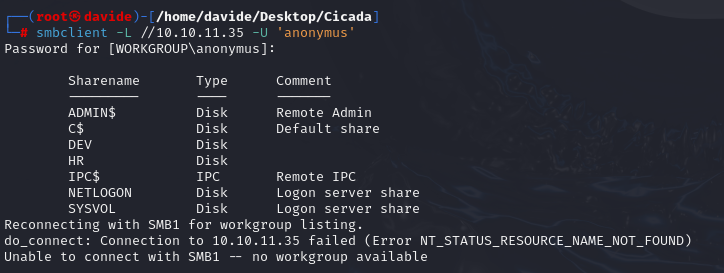 ┌──(root㉿davide)-[/home/davide/Desktop/Cicada]
└─# smbclient -L //10.10.11.35 -U 'anonymus'
Password for [WORKGROUP\anonymus]:
Sharename Type Comment
--------- ---- -------
ADMIN$ Disk Remote Admin
C$ Disk Default share
DEV Disk
HR Disk
IPC$ IPC Remote IPC
NETLOGON Disk Logon server share
SYSVOL Disk Logon server share
Reconnecting with SMB1 for workgroup listing.
do_connect: Connection to 10.10.11.35 failed (Error NT_STATUS_RESOURCE_NAME_NOT_FOUND)
Unable to connect with SMB1 -- no workgroup available